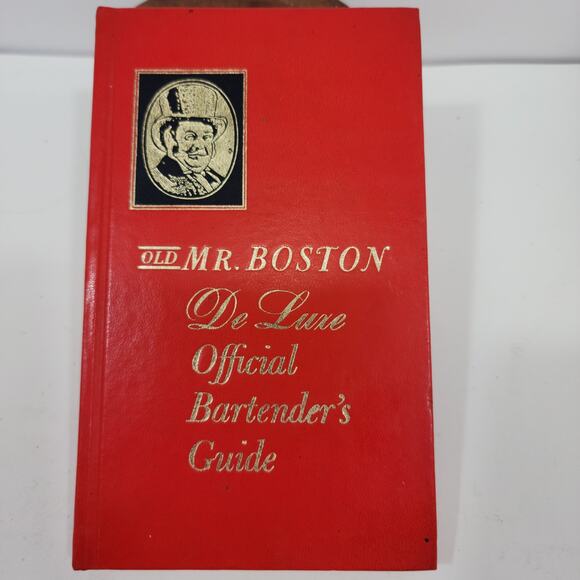 OLD MR. BOSTON
De Luxe
Official
Bartender's
Guide